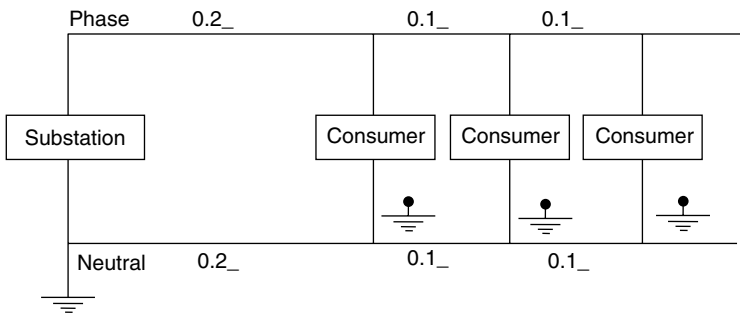 Phase 0.2_ 0.1_ 0.1_
Substation Consumer Consumer Consumer
Neutral 0.2_ 0.1_ 0.1_